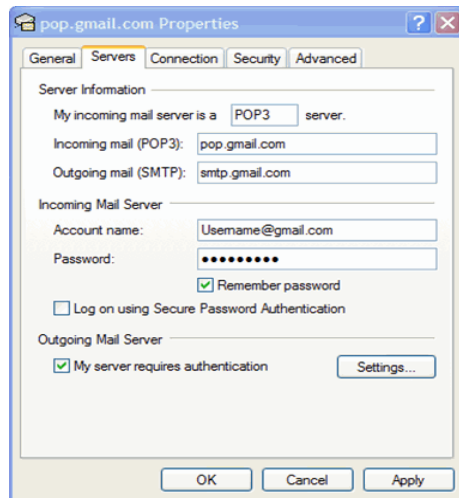 pop.gmail.com Properties
General Servers Connection Security Advanced
Server Information
My incoming mail server is a POP3 server.
Incoming mail (POP3): pop.gmail.com
Outgoing mail (SMTP): smtp.gmail.com
Incoming Mail Server
Account name: Username@gmail.com
Password: ●●●●●●●●●
Remember password
Log on using Secure Password Authentication
Outgoing Mail Server
My server requires authentication Settings...
OK Cancel Apply